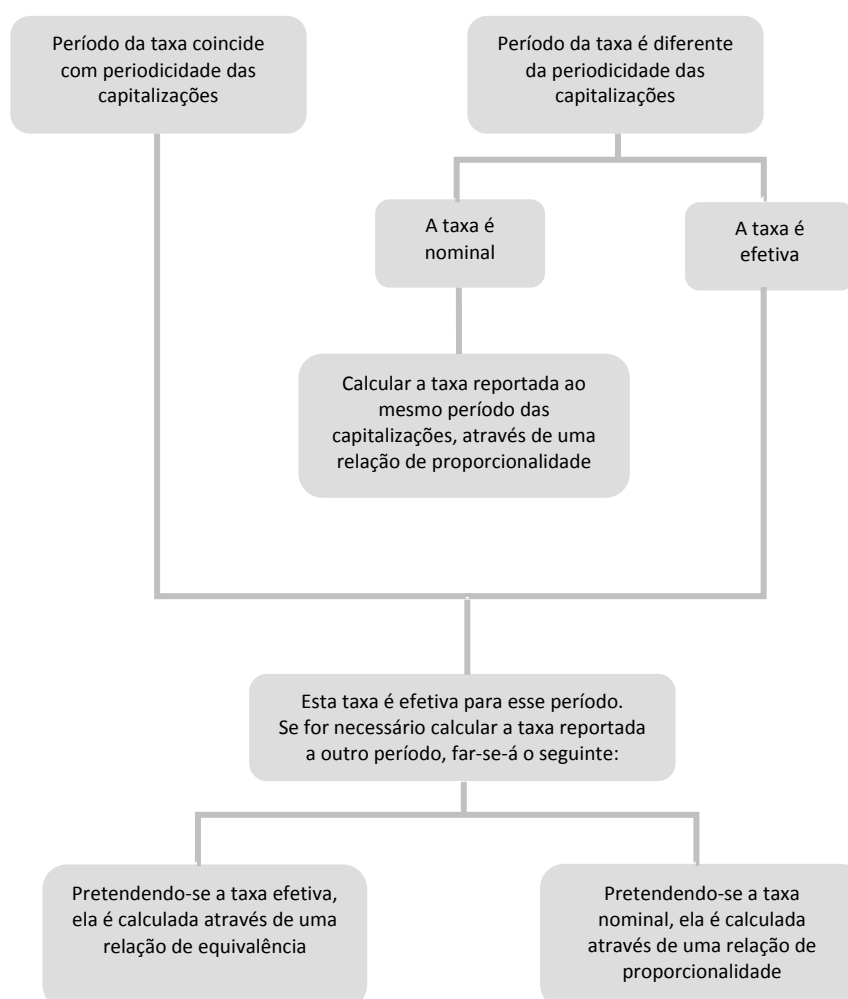 Período da taxa coincide
com periodicidade das
capitalizações
Período da taxa é diferente
da periodicidade das
capitalizações
A taxa é
nominal
A taxa é
efetiva
Calcular a taxa reportada ao
mesmo período das
capitalizações, através de uma
relação de proporcionalidade
Esta taxa é efetiva para esse período.
Se for necessário calcular a taxa reportada
a outro período, far-se-á o seguinte:
Pretendendo-se a taxa efetiva,
ela é calculada através de uma
relação de equivalência
Pretendendo-se a taxa
nominal, ela é calculada
através de uma relação de
proporcionalidade